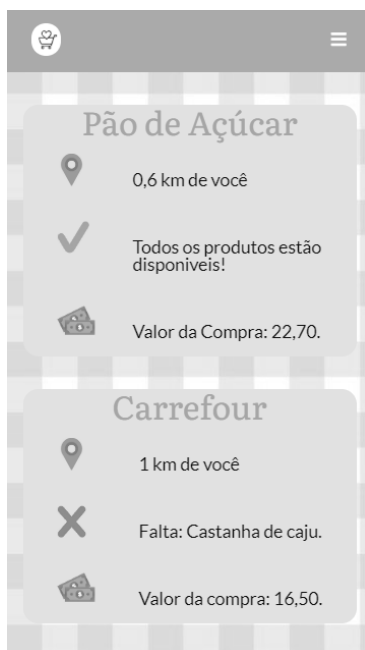 Pão de Açúcar
0,6 km de você
Todos os produtos estão
disponiveis!
Valor da Compra: 22,70.
Carrefour
1 km de você
Falta: Castanha de caju.
Valor da compra: 16,50.